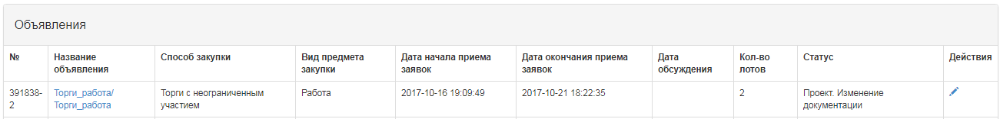 Объявления
№ Название объявления Способ закупки Вид предмета закупки Дата начала приема заявок Дата окончания приема заявок Дата обсуждения Кол-во лотов Статус Действия
391838-2 Торги_работа/ Торги_работа Торги с неограниченным участием Работа 2017-10-16 19:09:49 2017-10-21 18:22:35 2 Проект. Изменение документации